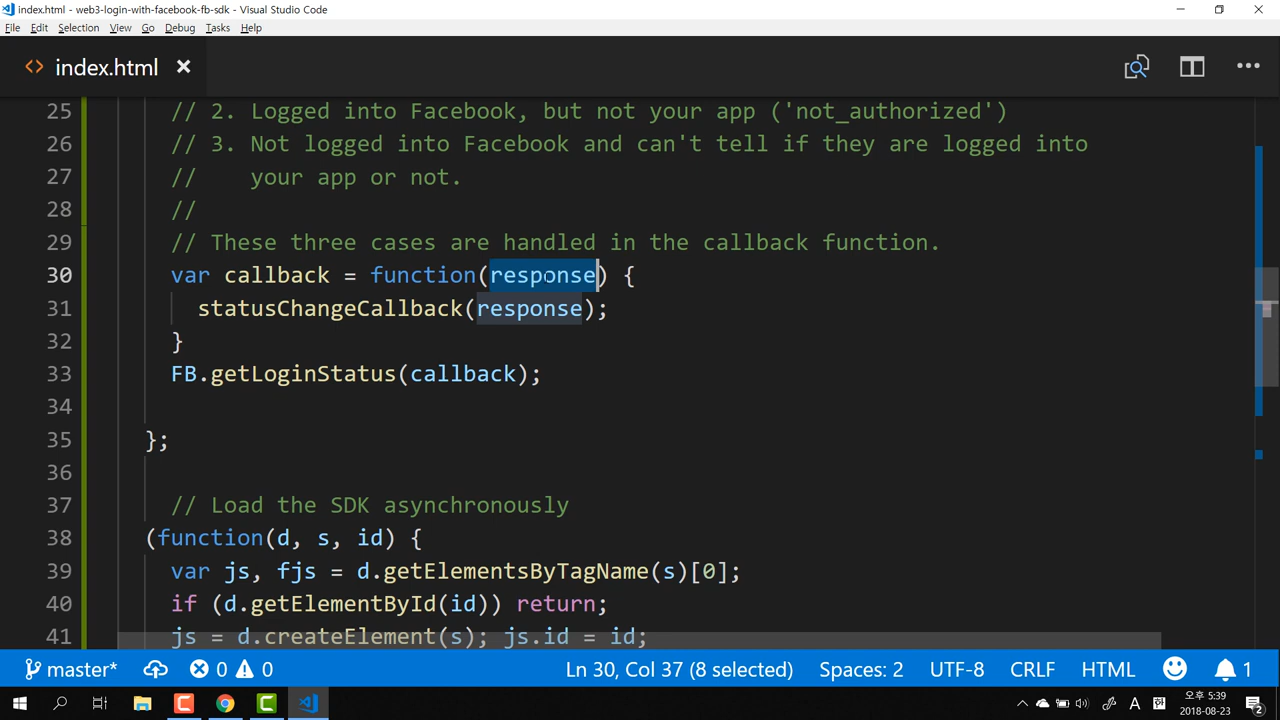 index.html - web3-login-with-facebook-fb-sdk - Visual Studio Code
File Edit Selection View Go Debug Tasks Help
index.html
25 // 2. Logged into Facebook, but not your app ('not_authorized')
26 // 3. Not logged into Facebook and can't tell if they are logged into
27 //    your app or not.
28 //
29 // These three cases are handled in the callback function.
30 var callback = function(response) {
31   statusChangeCallback(response);
32 }
33 FB.getLoginStatus(callback);
34
35 };
36
37 // Load the SDK asynchronously
38 (function(d, s, id) {
39 var js, fjs = d.getElementsByTagName(s)[0];
40 if (d.getElementById(id)) return;
41 js = d.createElement(s); js.id = id;
master* 0 0 Ln 30, Col 37 (8 selected) Spaces: 2 UTF-8 CRLF HTML 1
A 오후 5:39
2018-08-23 2